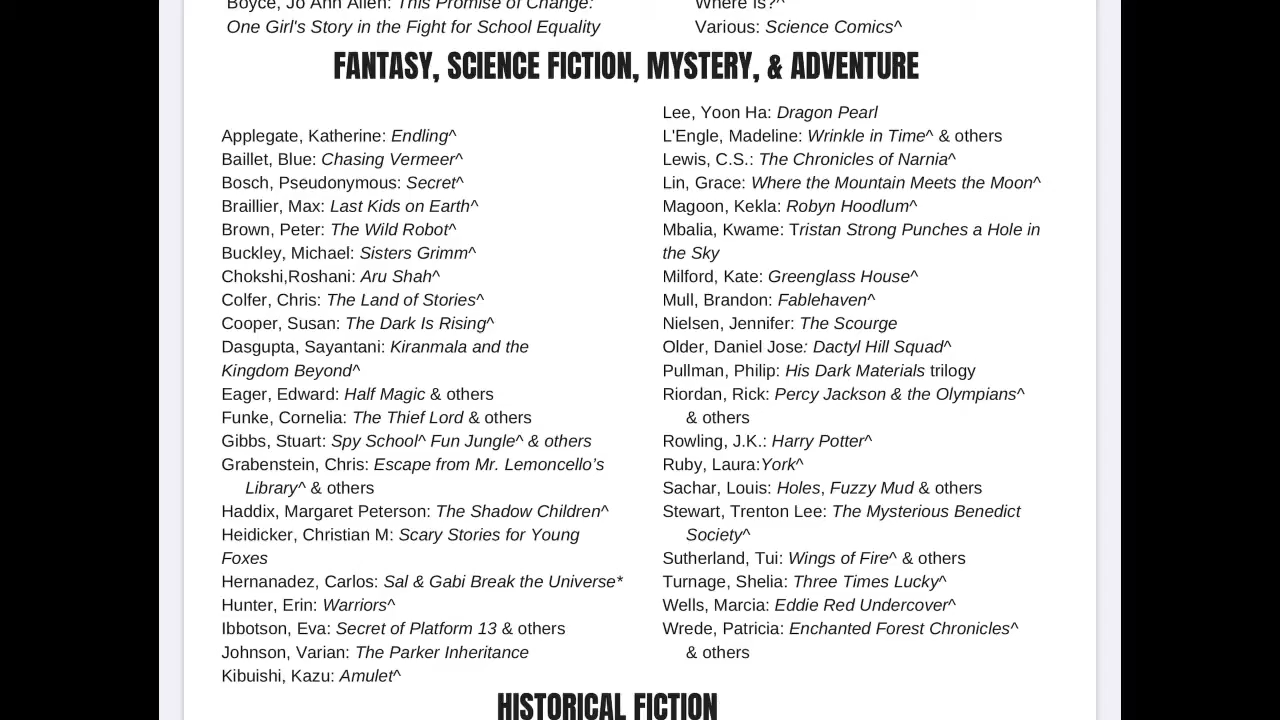 Boyce, Jo Ann Allen: This Promise of Change:
One Girl's Story in the Fight for School Equality
Where Is?^
Various: Science Comics^
FANTASY, SCIENCE FICTION, MYSTERY, & ADVENTURE
Applegate, Katherine: Endling^
Baillet, Blue: Chasing Vermeer^
Bosch, Pseudonymous: Secret^
Braillier, Max: Last Kids on Earth^
Brown, Peter: The Wild Robot^
Buckley, Michael: Sisters Grimm^
Chokshi,Roshani: Aru Shah^
Colfer, Chris: The Land of Stories^
Cooper, Susan: The Dark Is Rising^
Dasgupta, Sayantani: Kiranmala and the
Kingdom Beyond^
Eager, Edward: Half Magic & others
Funke, Cornelia: The Thief Lord & others
Gibbs, Stuart: Spy School^ Fun Jungle^ & others
Grabenstein, Chris: Escape from Mr. Lemoncello's
Library^ & others
Haddix, Margaret Peterson: The Shadow Children^
Heidicker, Christian M: Scary Stories for Young
Foxes
Hernanadez, Carlos: Sal & Gabi Break the Universe*
Hunter, Erin: Warriors^
Ibbotson, Eva: Secret of Platform 13 & others
Johnson, Varian: The Parker Inheritance
Kibuishi, Kazu: Amulet^
Lee, Yoon Ha: Dragon Pearl
L'Engle, Madeline: Wrinkle in Time^ & others
Lewis, C.S.: The Chronicles of Narnia^
Lin, Grace: Where the Mountain Meets the Moon^
Magoon, Kekla: Robyn Hoodlum^
Mbalia, Kwame: Tristan Strong Punches a Hole in
the Sky
Milford, Kate: Greenglass House^
Mull, Brandon: Fablehaven^
Nielsen, Jennifer: The Scourge
Older, Daniel Jose: Dactyl Hill Squad^
Pullman, Philip: His Dark Materials trilogy
Riordan, Rick: Percy Jackson & the Olympians^
& others
Rowling, J.K.: Harry Potter^
Ruby, Laura:York^
Sachar, Louis: Holes, Fuzzy Mud & others
Stewart, Trenton Lee: The Mysterious Benedict
Society^
Sutherland, Tui: Wings of Fire^ & others
Turnage, Shelia: Three Times Lucky^
Wells, Marcia: Eddie Red Undercover^
Wrede, Patricia: Enchanted Forest Chronicles^
& others
HISTORICAL FICTION